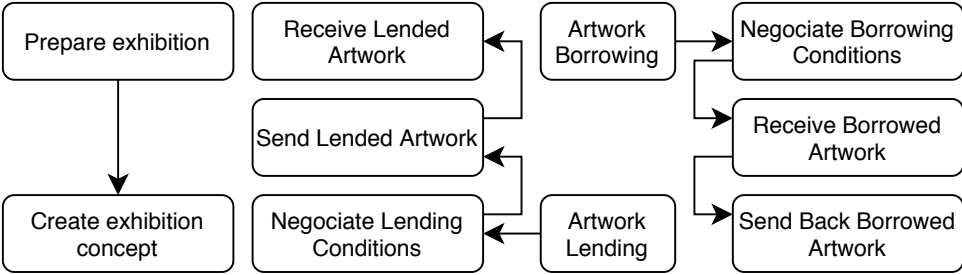 Prepare exhibition
Receive Lended
Artwork
Artwork
Borrowing
Negociate Borrowing
Conditions
Send Lended Artwork
Receive Borrowed
Artwork
Create exhibition
concept
Negociate Lending
Conditions
Artwork
Lending
Send Back Borrowed
Artwork